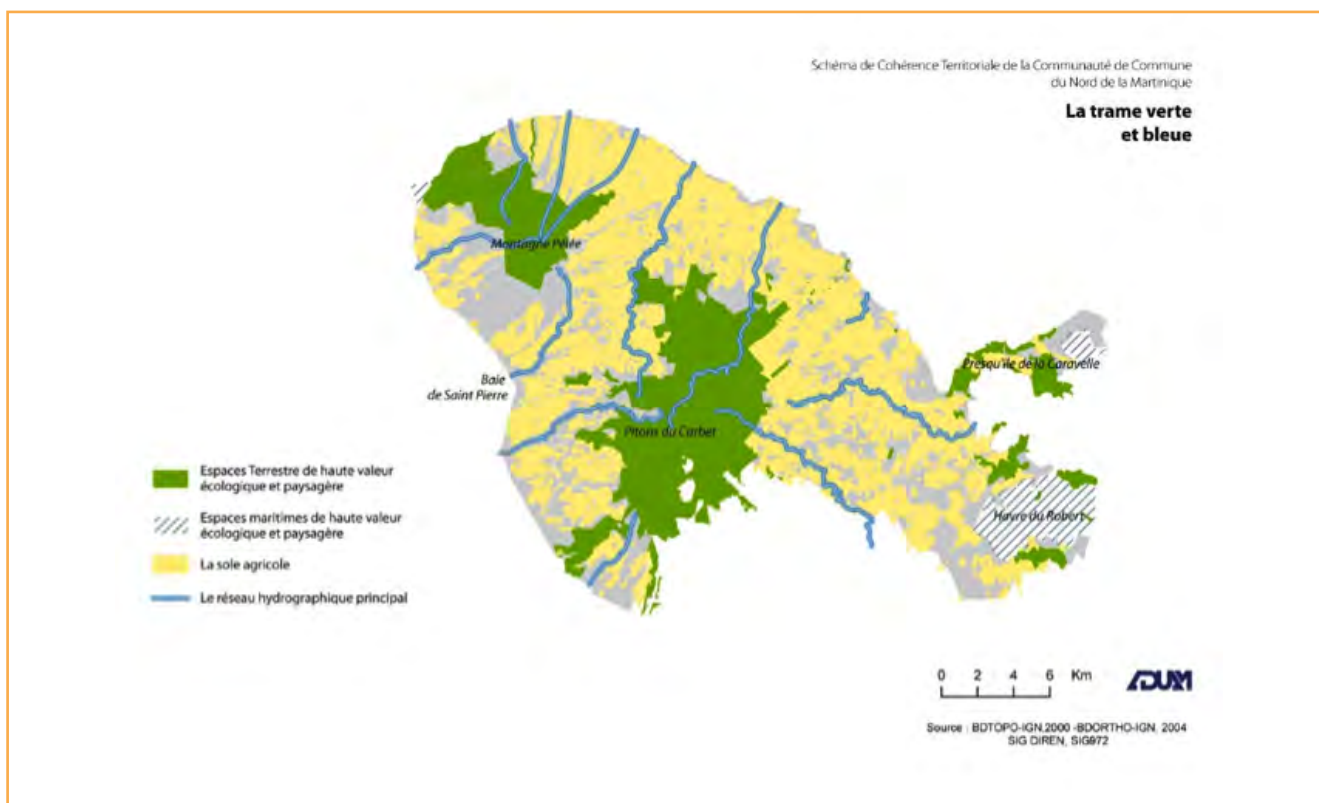 Schéma de Cohérence Territoriale de la Communauté de Commune
du Nord de la Martinique
La trame verte
et bleue
Montagne Pelée
Presqu'île de la Caravelle
Baie
de Saint Pierre
Pitons du Carbet
Espaces Terrestre de haute valeur
écologique et paysagère
Espaces maritimes de haute valeur
écologique et paysagère
Havre du Robert
La sole agricole
Le réseau hydrographique principal
0 2 4 6 Km
ADUAM
Source : BDTOPO-IGN,2000 -BDORTHO-IGN, 2004
SIG DIREN, SIG972